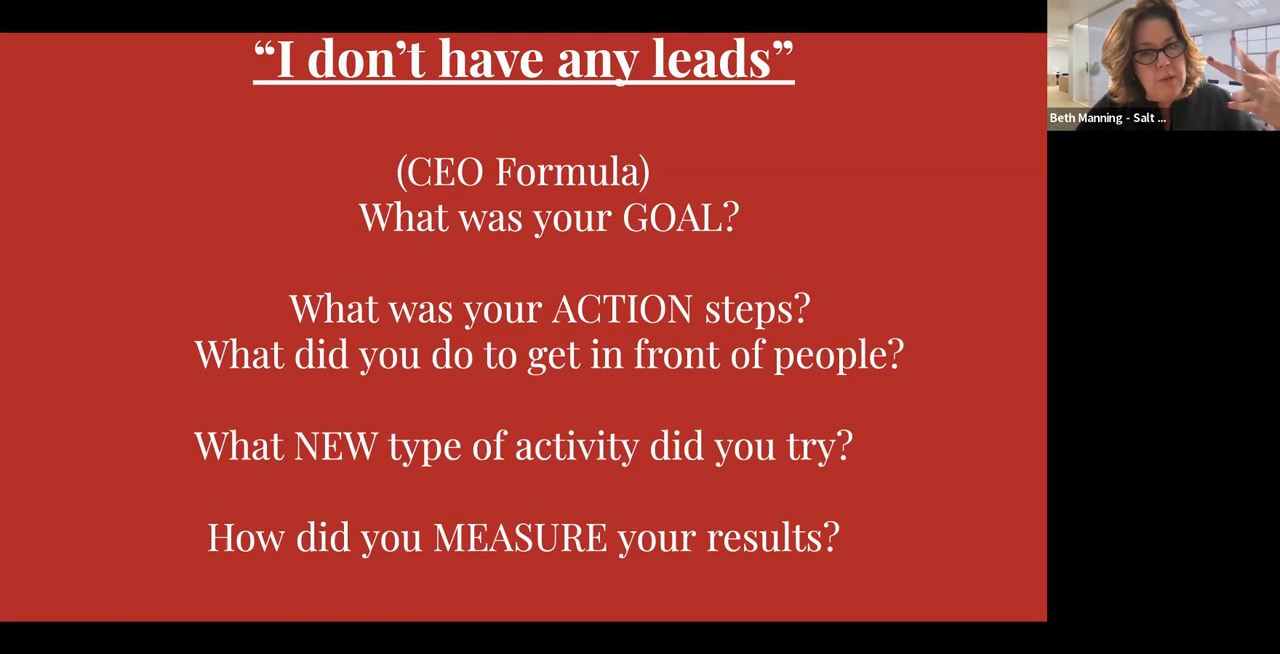 “I don’t have any leads”
(CEO Formula)
What was your GOAL?
What was your ACTION steps?
What did you do to get in front of people?
What NEW type of activity did you try?
How did you MEASURE your results?
Beth Manning - Salt ...